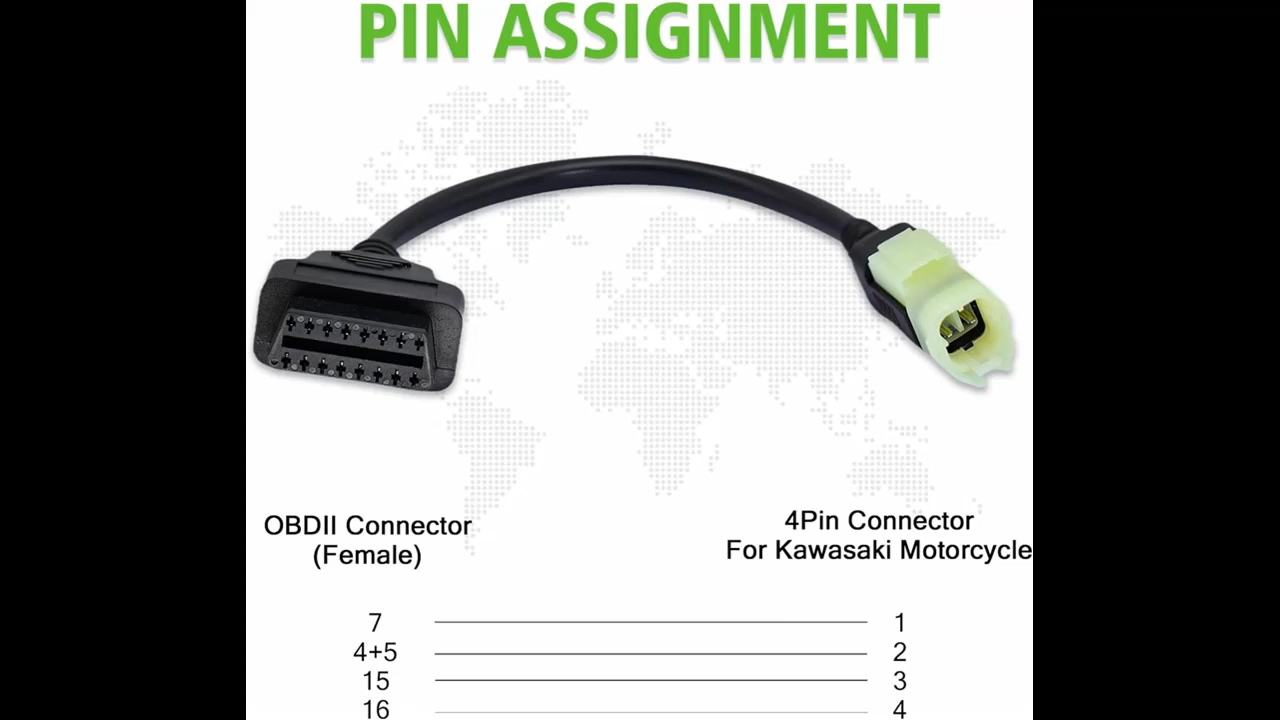 PIN ASSIGNMENT
OBDII Connector
(Female)
4Pin Connector
For Kawasaki Motorcycle
7 1
4+5 2
15 3
16 4